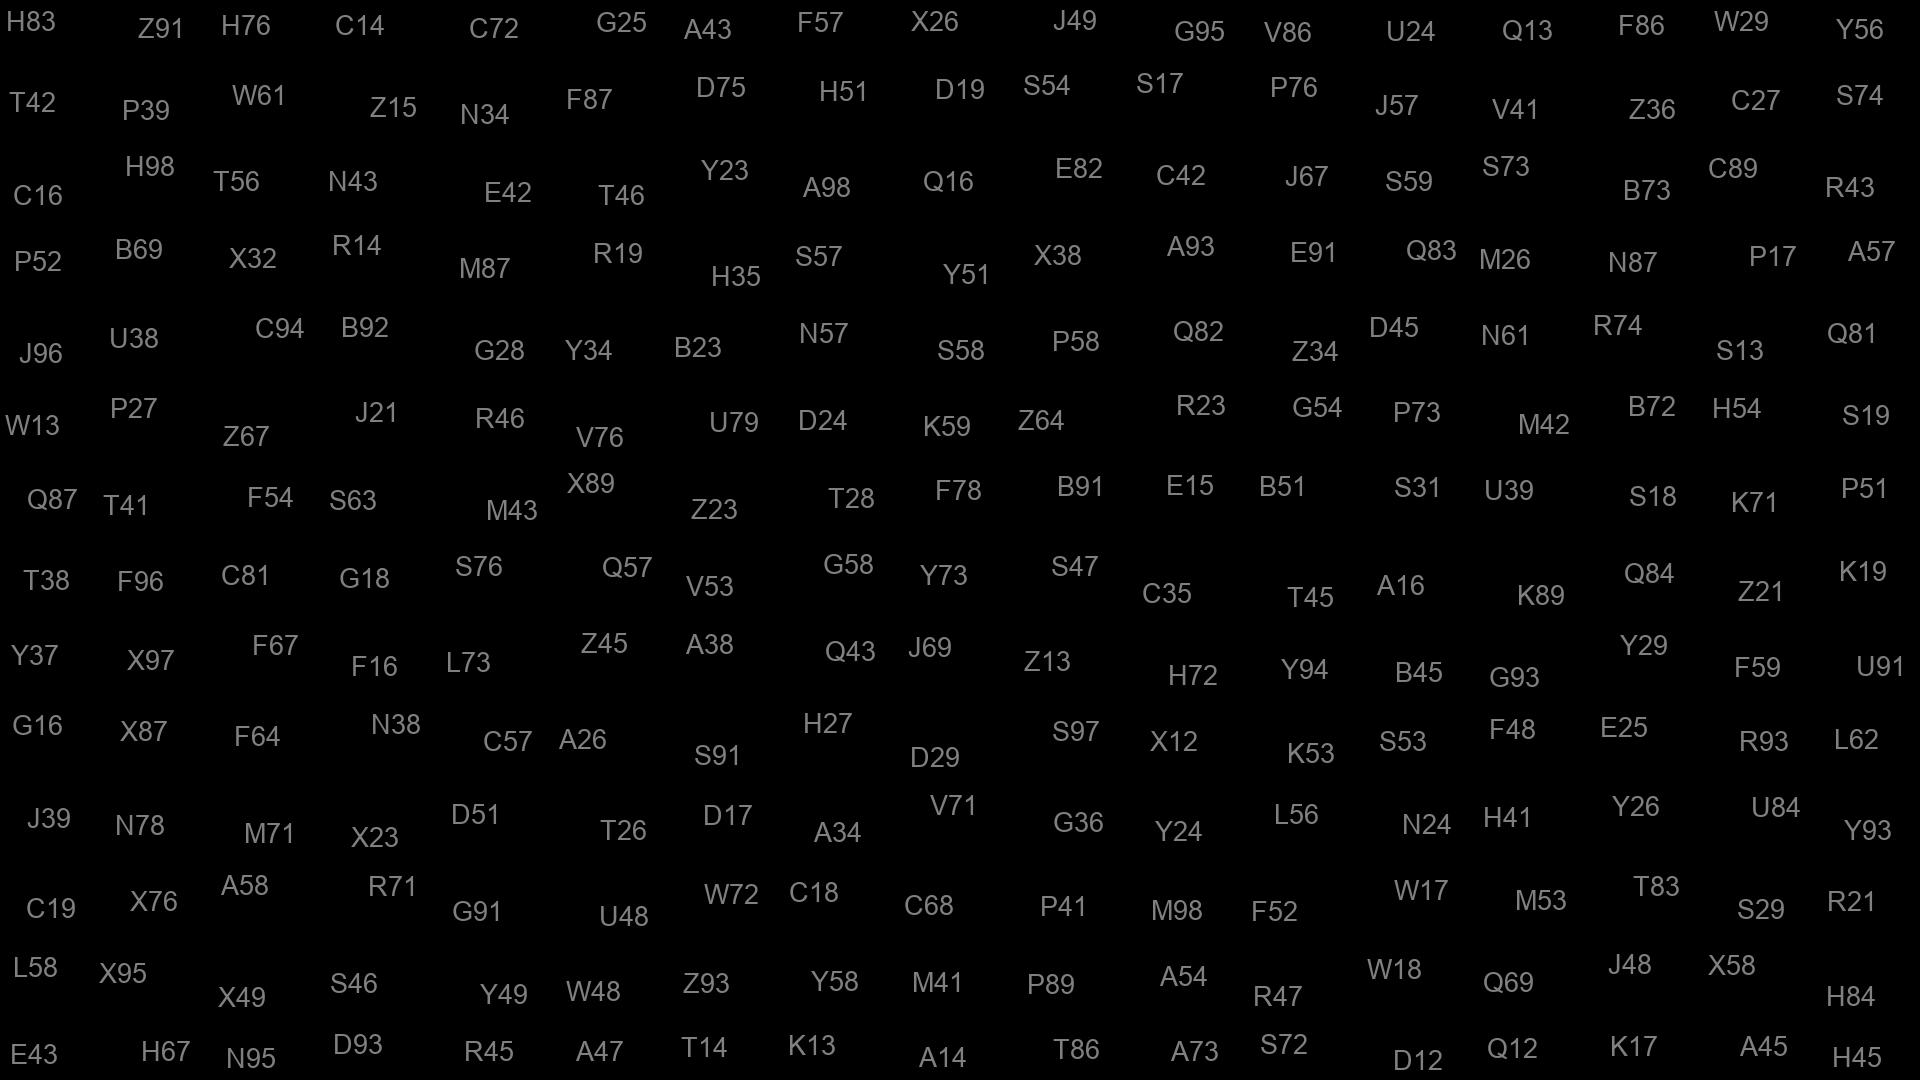 H83 Z91 H76 C14 C72 G25 A43 F57 X26 J49 G95 V86 U24 Q13 F86 W29 Y56
T42 P39 W61 Z15 N34 F87 D75 H51 D19 S54 S17 P76 J57 V41 Z36 C27 S74
C16 H98 T56 N43 E42 T46 Y23 A98 Q16 E82 C42 J67 S59 S73 B73 C89 R43
P52 B69 X32 R14 M87 R19 H35 S57 Y51 X38 A93 E91 Q83 M26 N87 P17 A57
J96 U38 C94 B92 G28 Y34 B23 N57 S58 P58 Q82 Z34 D45 N61 R74 S13 Q81
W13 P27 Z67 J21 R46 V76 U79 D24 K59 Z64 R23 G54 P73 M42 B72 H54 S19
Q87 T41 F54 S63 M43 X89 Z23 T28 F78 B91 E15 B51 S31 U39 S18 K71 P51
T38 F96 C81 G18 S76 Q57 V53 G58 Y73 S47 C35 T45 A16 K89 Q84 Z21 K19
Y37 X97 F67 F16 L73 Z45 A38 Q43 J69 Z13 H72 Y94 B45 G93 Y29 F59 U91
G16 X87 F64 N38 C57 A26 S91 H27 D29 S97 X12 K53 S53 F48 E25 R93 L62
J39 N78 M71 X23 D51 T26 D17 A34 V71 G36 Y24 L56 N24 H41 Y26 U84 Y93
C19 X76 A58 R71 G91 U48 W72 C18 C68 P41 M98 F52 W17 M53 T83 S29 R21
L58 X95 X49 S46 Y49 W48 Z93 Y58 M41 P89 A54 R47 W18 Q69 J48 X58 H84
E43 H67 N95 D93 R45 A47 T14 K13 A14 T86 A73 S72 D12 Q12 K17 A45 H45